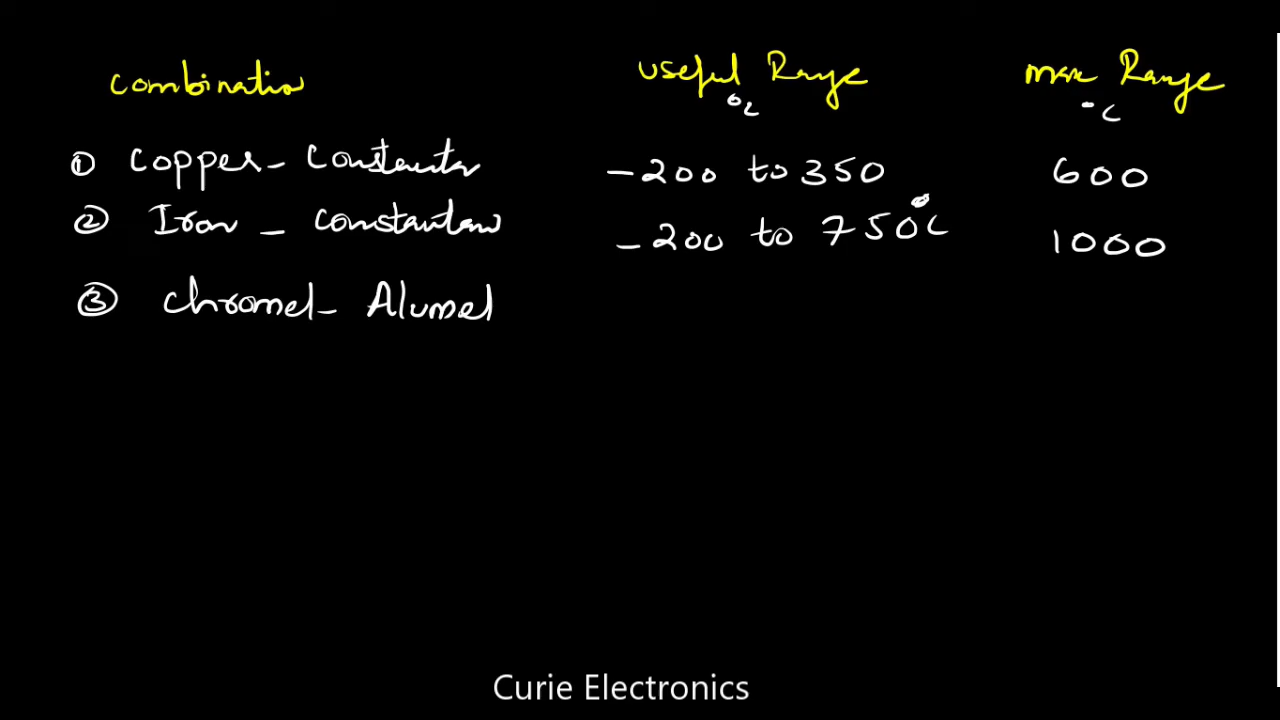 combination useful Range max Range
°C °C
① Copper - Constantan -200 to 350 600
② Iron - constantan -200 to 750°C 1000
③ chromel - Alumel
Curie Electronics